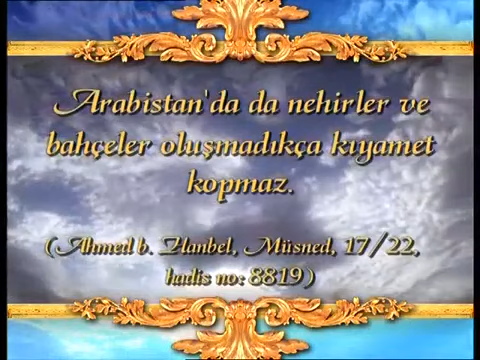 Arabistan'da da nehirler ve
bahçeler oluşmadıkça kıyamet
kopmaz.
(Ahmed b. Hanbel, Müsned, 17/22,
hadis no: 8819)